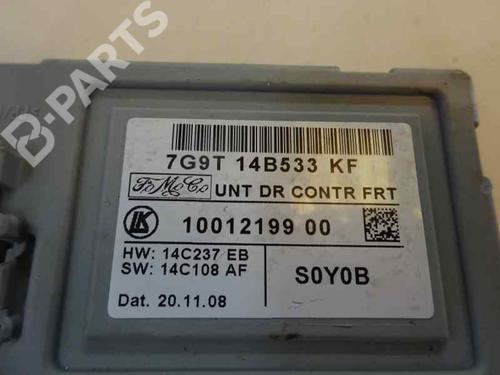 B-PARTS
7G9T 14B533 KF
F.M.Co. UNT DR CONTR FRT
LK 10012199 00
HW: 14C237 EB
SW: 14C108 AF S0Y0B
Dat. 20.11.08